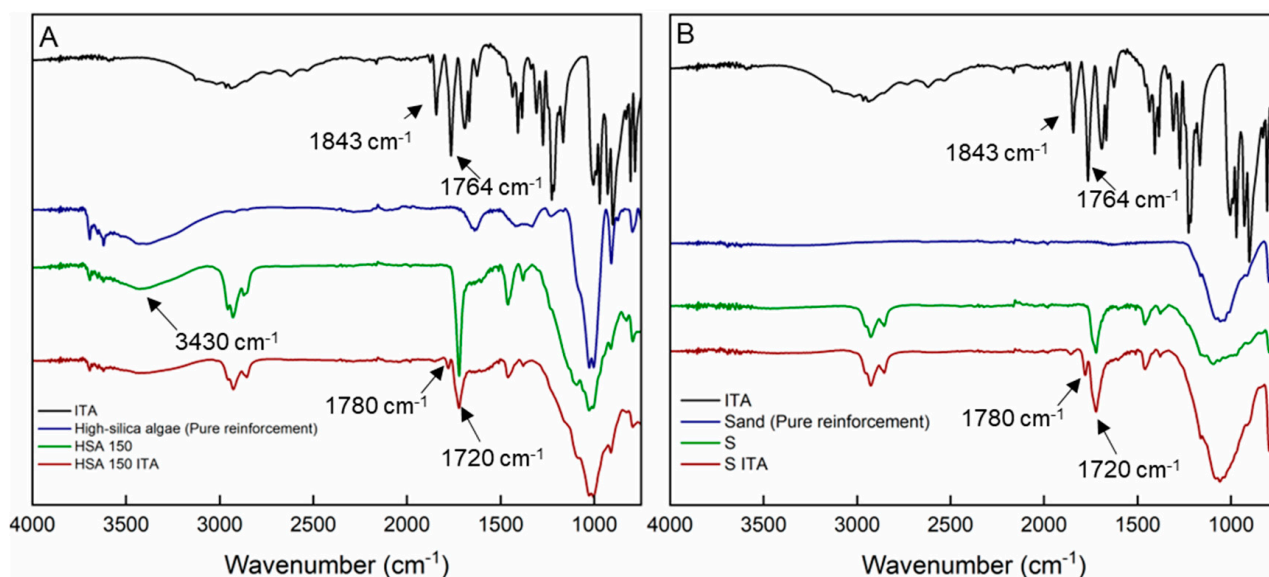 A
1843 cm-1
1764 cm-1
3430 cm-1
1780 cm-1
1720 cm-1
ITA
High-silica algae (Pure reinforcement)
HSA 150
HSA 150 ITA
4000 3500 3000 2500 2000 1500 1000
Wavenumber (cm-1)
B
1843 cm-1
1764 cm-1
1780 cm-1
1720 cm-1
ITA
Sand (Pure reinforcement)
S
S ITA
4000 3500 3000 2500 2000 1500 1000
Wavenumber (cm-1)